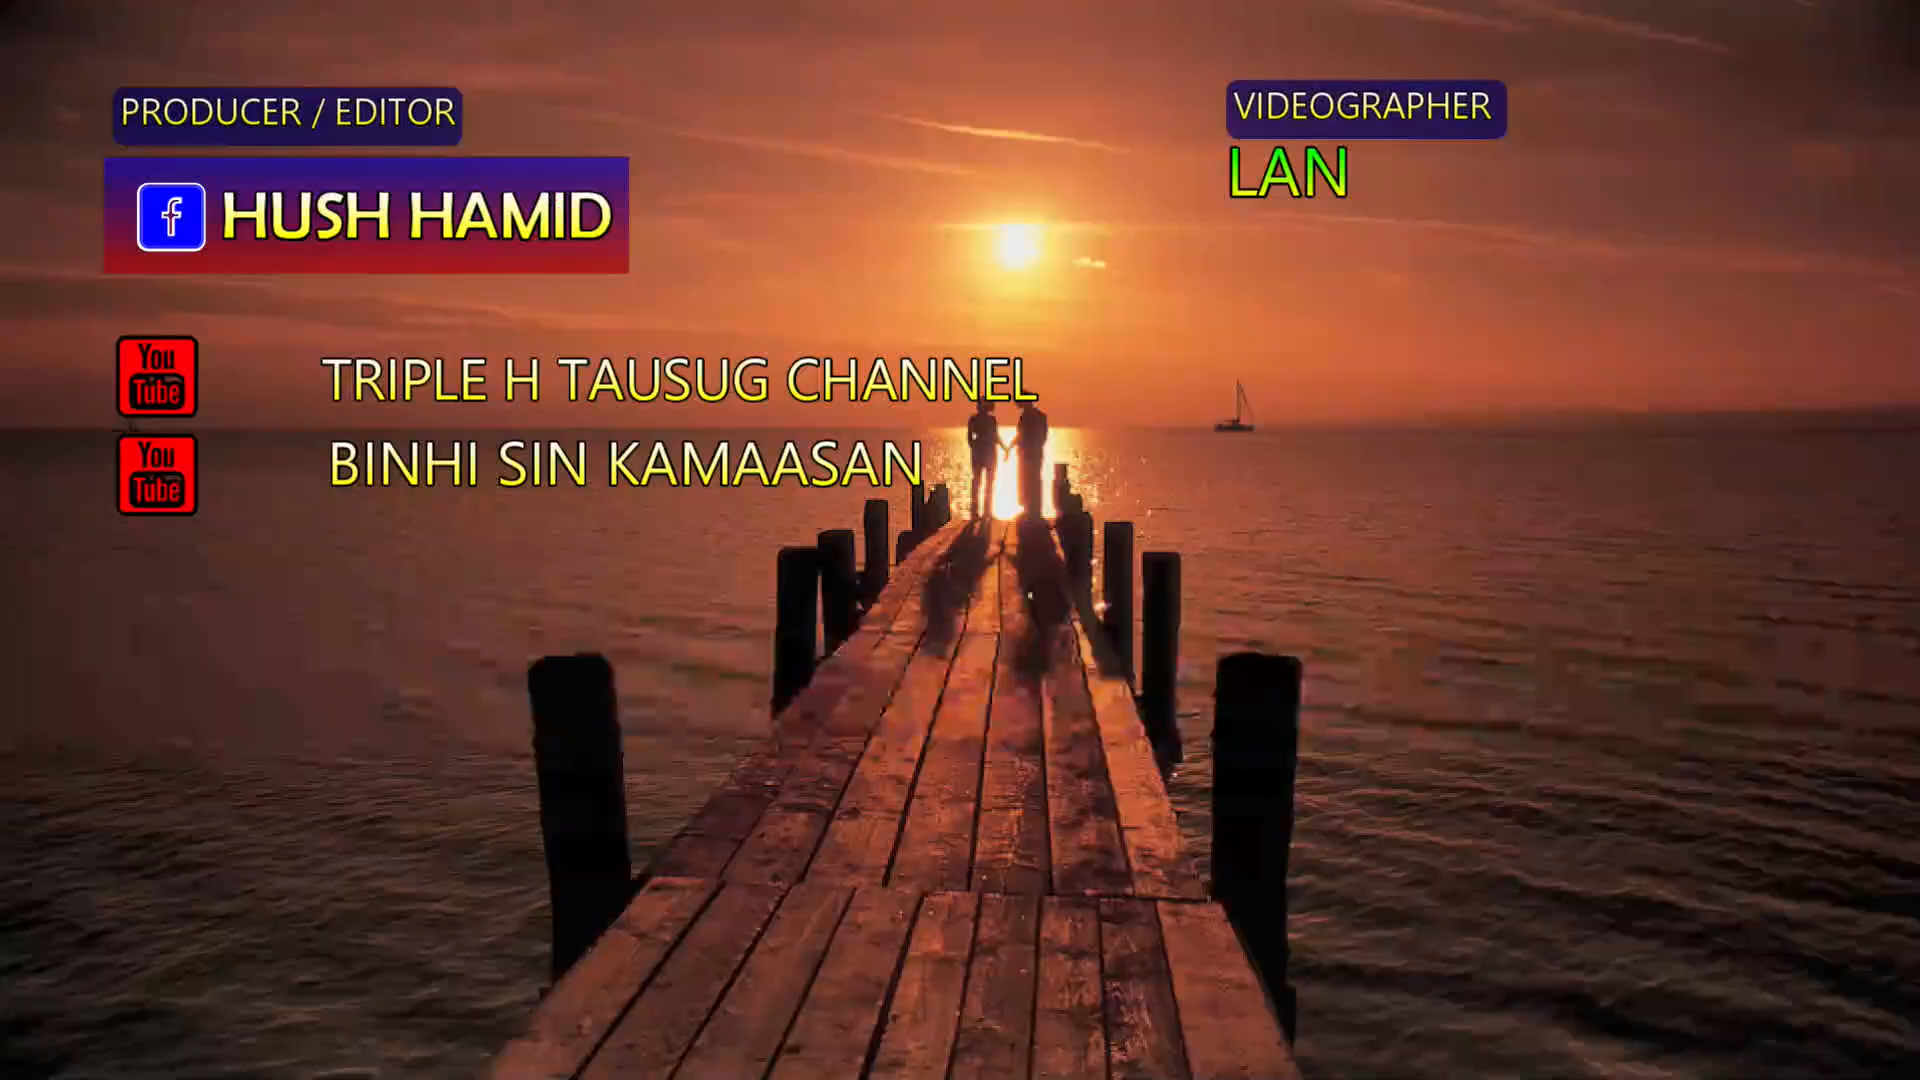 PRODUCER / EDITOR
f HUSH HAMID
VIDEOGRAPHER
LAN
You
Tube
TRIPLE H TAUSUG CHANNEL
You
Tube
BINHI SIN KAMAASAN